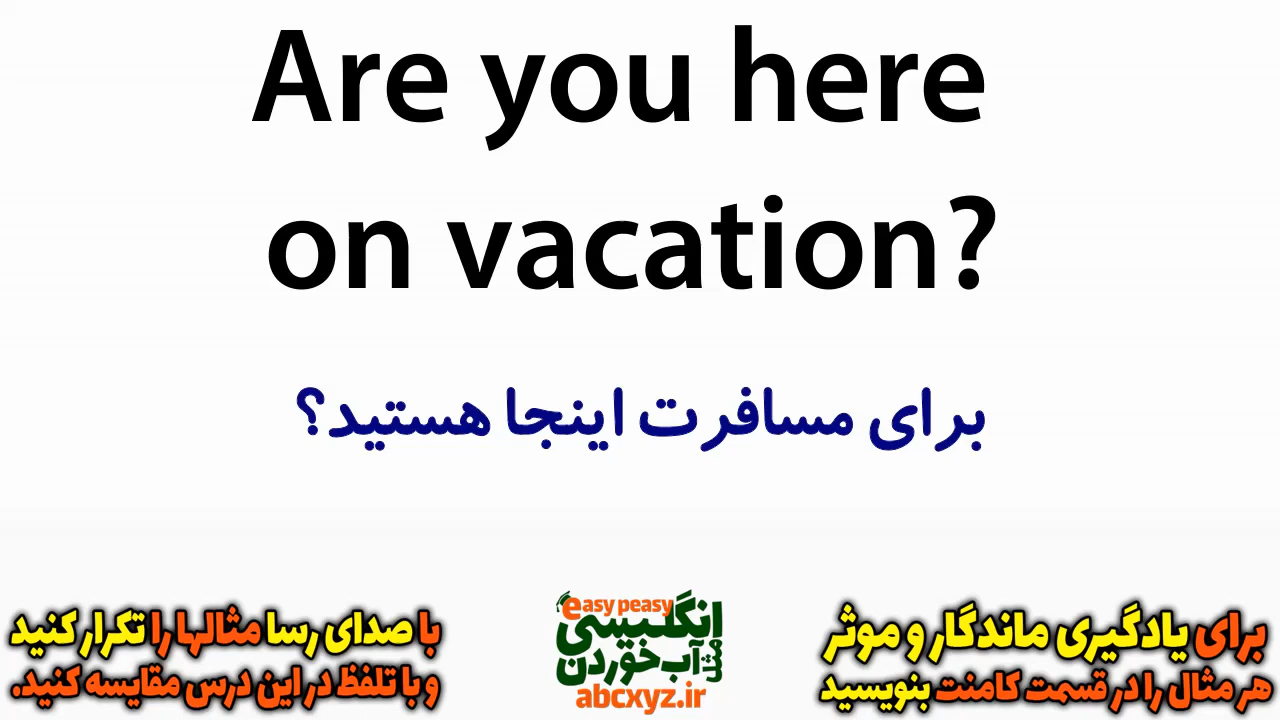 Are you here
on vacation?
برای مسافرت اینجا هستید؟
برای یادگیری ماندگار و موثر
هر مثال را در قسمت کامنت بنویسید
easy peasy
انگلیسی
مثل آب خوردن
abcxyz.ir
با صدای رسا مثالها را تکرار کنید
و با تلفظ در این درس مقایسه کنید.